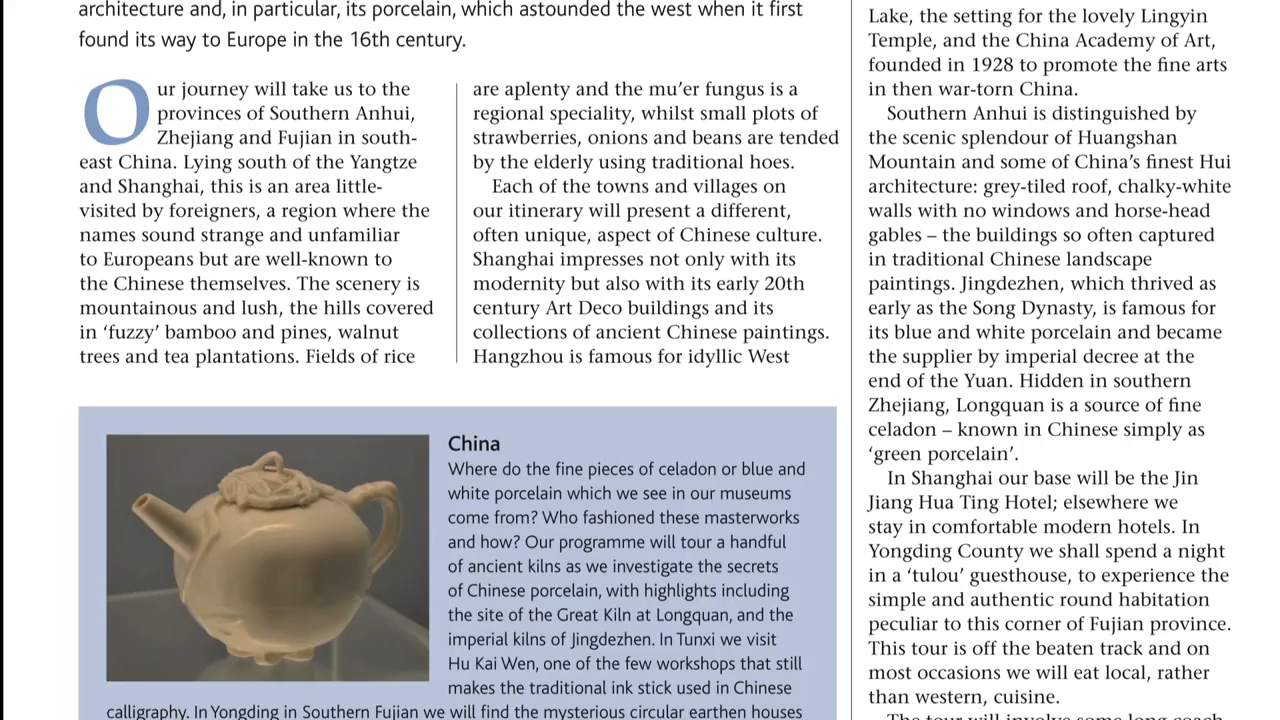 architecture and, in particular, its porcelain, which astounded the west when it first
found its way to Europe in the 16th century.
Our journey will take us to the
provinces of Southern Anhui,
Zhejiang and Fujian in south-
east China. Lying south of the Yangtze
and Shanghai, this is an area little-
visited by foreigners, a region where the
names sound strange and unfamiliar
to Europeans but are well-known to
the Chinese themselves. The scenery is
mountainous and lush, the hills covered
in ‘fuzzy’ bamboo and pines, walnut
trees and tea plantations. Fields of rice
are aplenty and the mu’er fungus is a
regional speciality, whilst small plots of
strawberries, onions and beans are tended
by the elderly using traditional hoes.
Each of the towns and villages on
our itinerary will present a different,
often unique, aspect of Chinese culture.
Shanghai impresses not only with its
modernity but also with its early 20th
century Art Deco buildings and its
collections of ancient Chinese paintings.
Hangzhou is famous for idyllic West
Lake, the setting for the lovely Lingyin
Temple, and the China Academy of Art,
founded in 1928 to promote the fine arts
in then war-torn China.
Southern Anhui is distinguished by
the scenic splendour of Huangshan
Mountain and some of China’s finest Hui
architecture: grey-tiled roof, chalky-white
walls with no windows and horse-head
gables – the buildings so often captured
in traditional Chinese landscape
paintings. Jingdezhen, which thrived as
early as the Song Dynasty, is famous for
its blue and white porcelain and became
the supplier by imperial decree at the
end of the Yuan. Hidden in southern
Zhejiang, Longquan is a source of fine
celadon – known in Chinese simply as
‘green porcelain’.
In Shanghai our base will be the Jin
Jiang Hua Ting Hotel; elsewhere we
stay in comfortable modern hotels. In
Yongding County we shall spend a night
in a ‘tulou’ guesthouse, to experience the
simple and authentic round habitation
peculiar to this corner of Fujian province.
This tour is off the beaten track and on
most occasions we will eat local, rather
than western, cuisine.
The tour will involve some long coach
China
Where do the fine pieces of celadon or blue and
white porcelain which we see in our museums
come from? Who fashioned these masterworks
and how? Our programme will tour a handful
of ancient kilns as we investigate the secrets
of Chinese porcelain, with highlights including
the site of the Great Kiln at Longquan, and the
imperial kilns of Jingdezhen. In Tunxi we visit
Hu Kai Wen, one of the few workshops that still
makes the traditional ink stick used in Chinese
calligraphy. In Yongding in Southern Fujian we will find the mysterious circular earthen houses